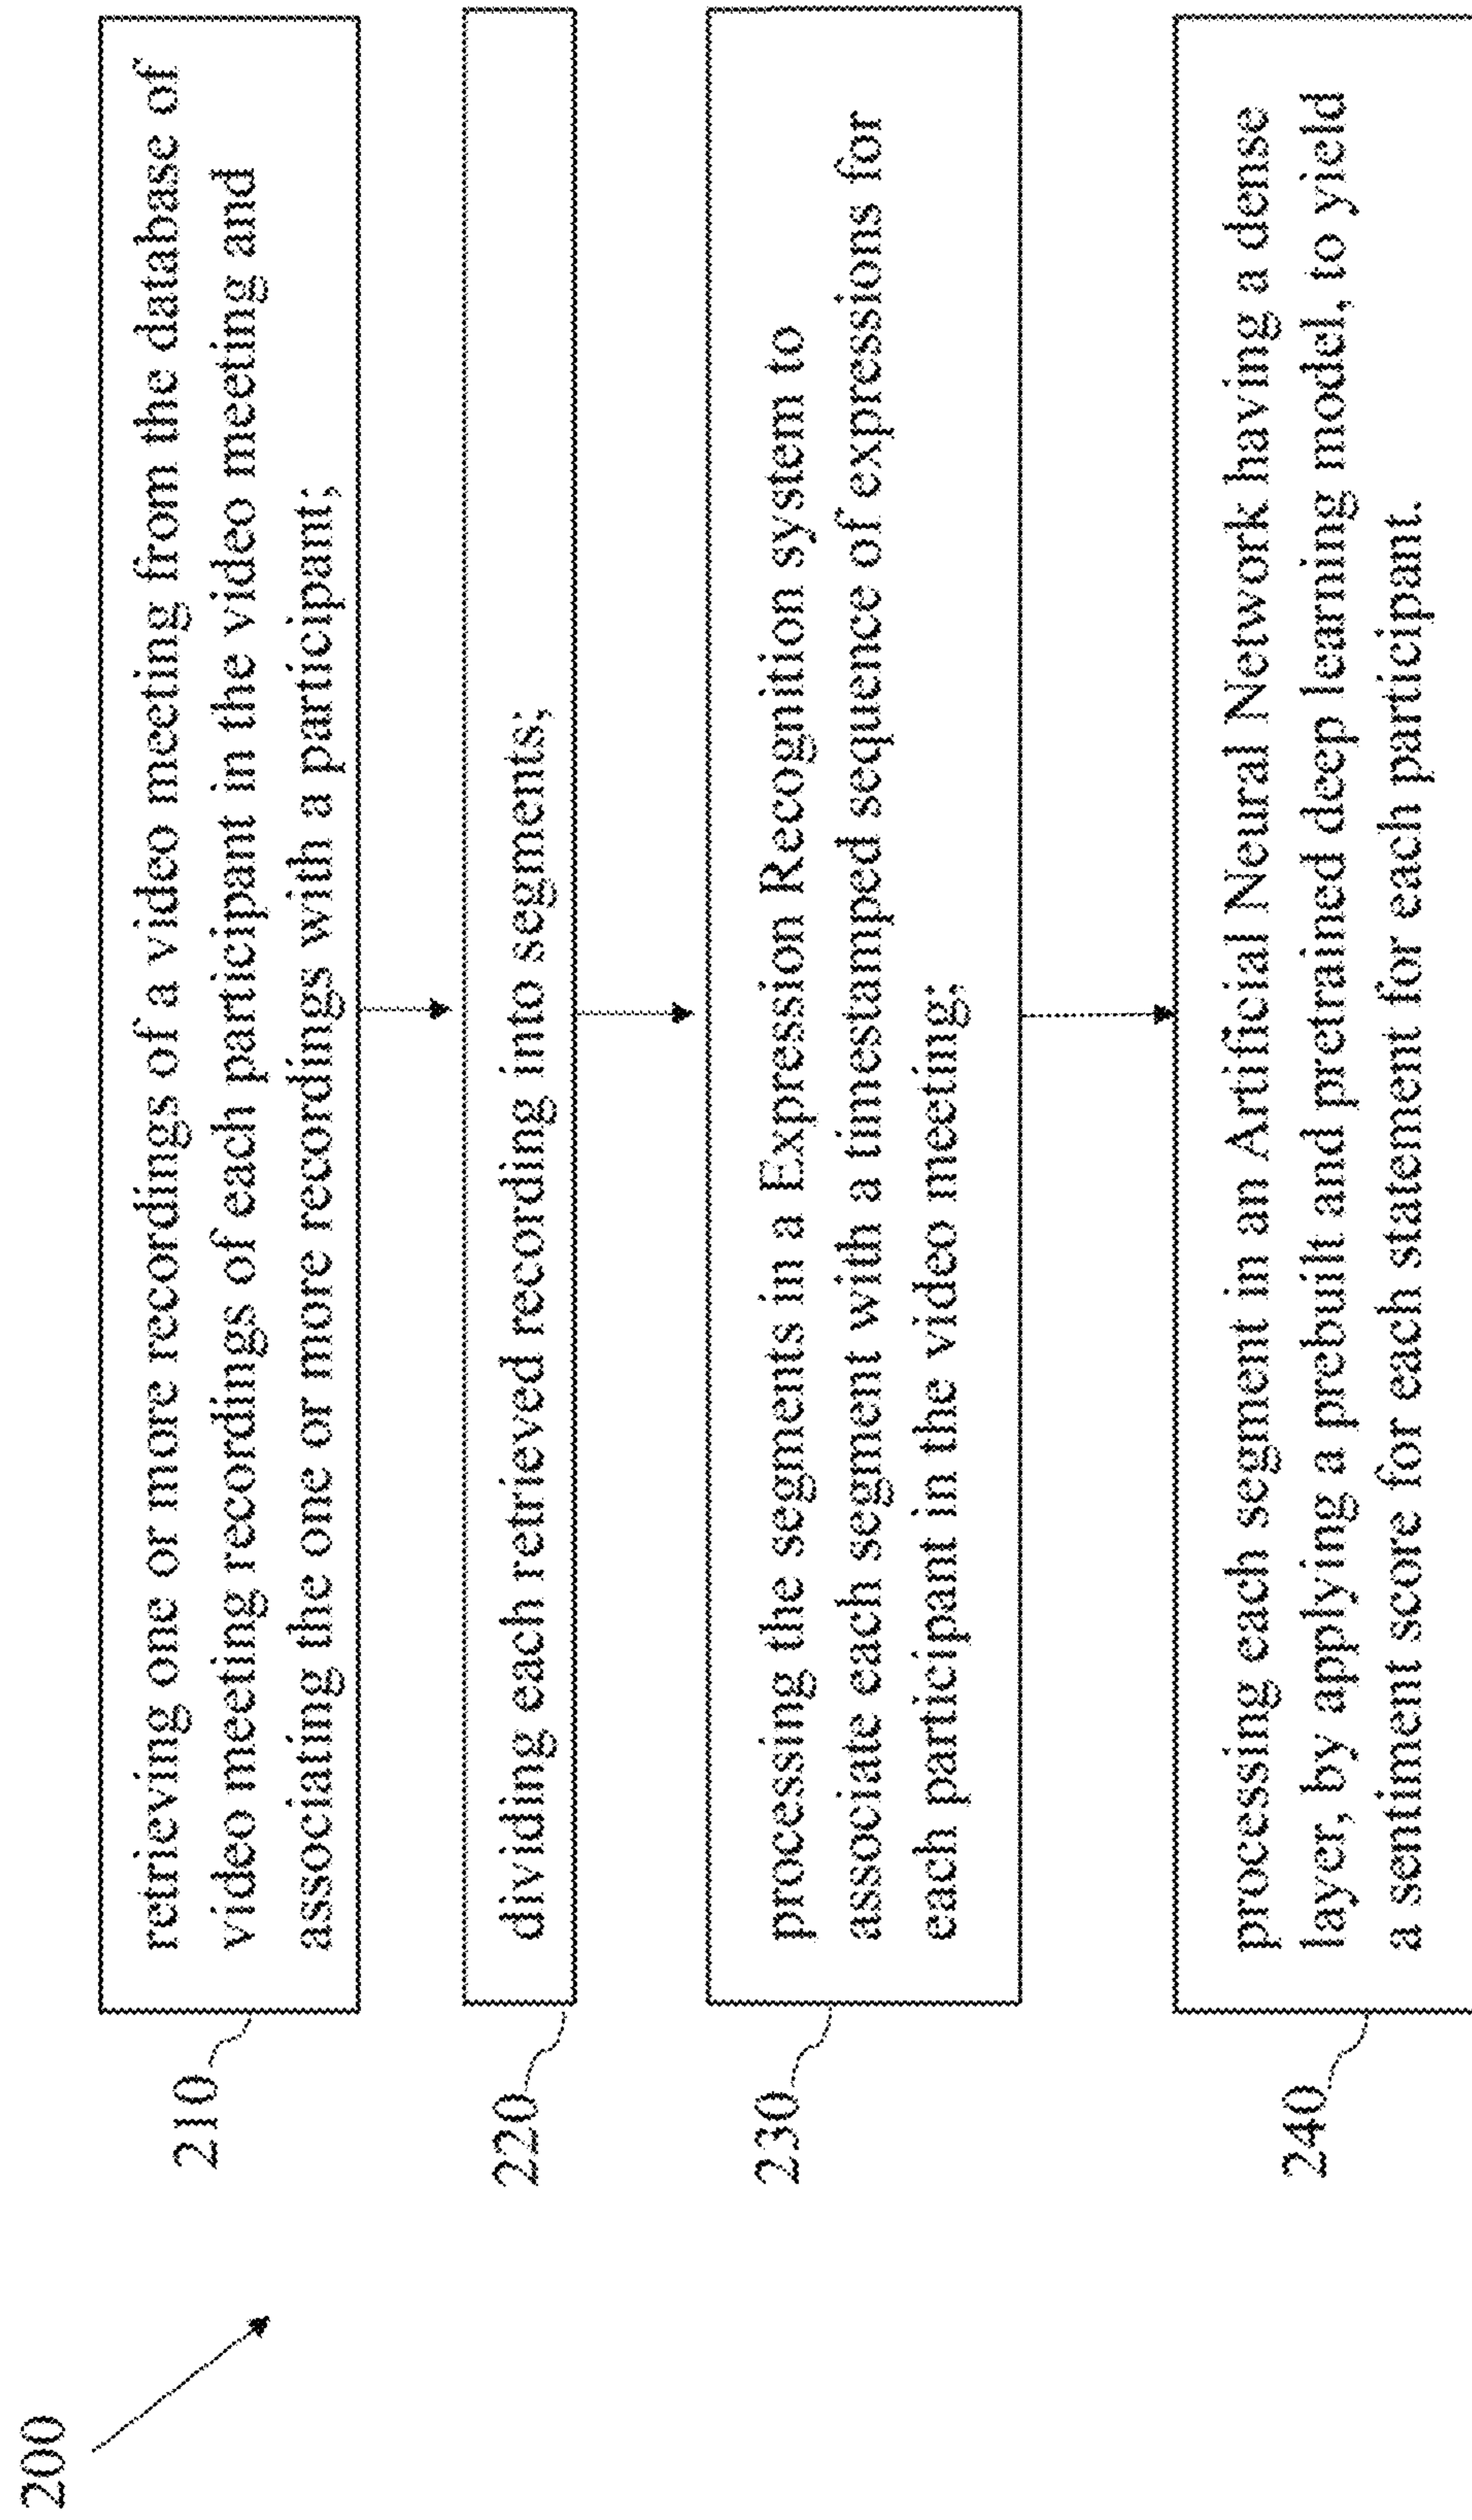 200
210
retrieving one or more recordings of a video meeting from the database of
video meeting recordings of each participant in the video meeting and
associating the one or more recordings with a participant;
220
dividing each retrieved recording into segments;
230
processing the segments in a Expression Recognition system to
associate each segment with a timestamped sequence of expressions for
each participant in the video meeting;
240
processing each segment in an Artificial Neural Network having a dense
layer, by applying a prebuilt and pretrained deep learning model, to yield
a sentiment score for each statement for each participant.